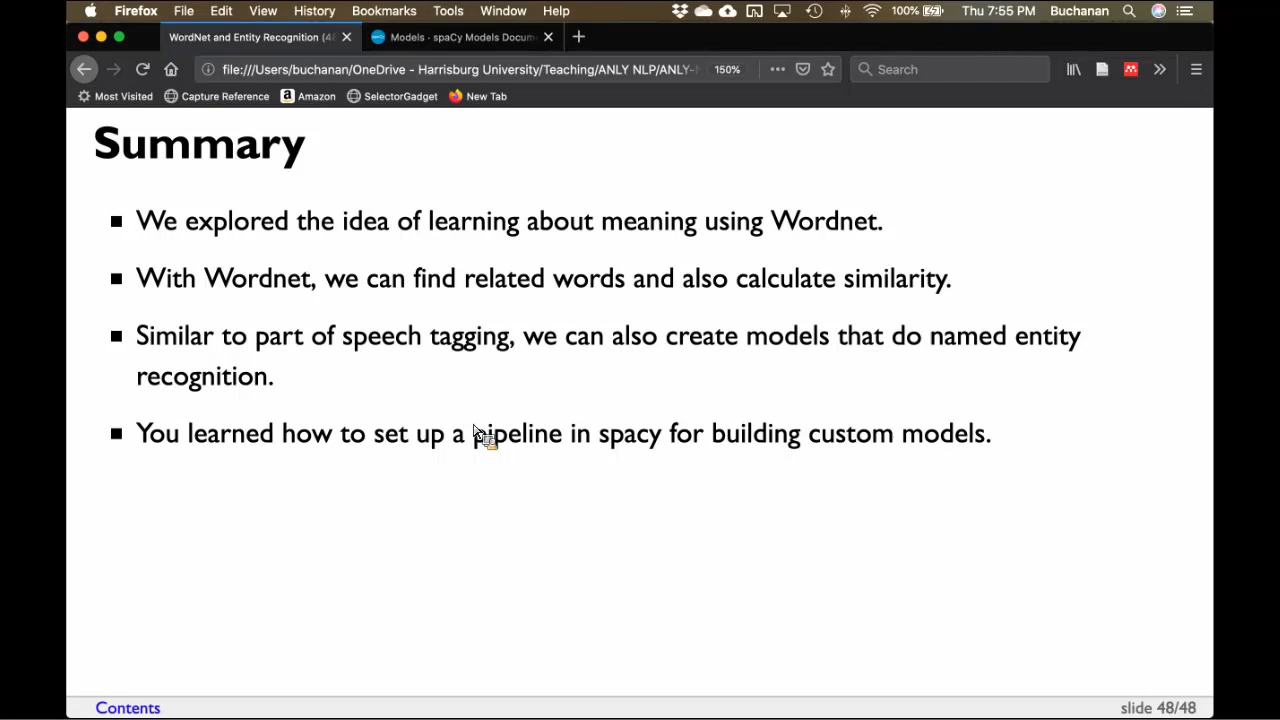 Firefox File Edit View History Bookmarks Tools Window Help 100% Thu 7:55 PM Buchanan
WordNet and Entity Recognition (48 Models · spaCy Models Docum
file:///Users/buchanan/OneDrive - Harrisburg University/Teaching/ANLY NLP/ANLY- 150% Search
Most Visited Capture Reference Amazon SelectorGadget New Tab
Summary
We explored the idea of learning about meaning using Wordnet.
With Wordnet, we can find related words and also calculate similarity.
Similar to part of speech tagging, we can also create models that do named entity
recognition.
You learned how to set up a pipeline in spacy for building custom models.
Contents slide 48/48